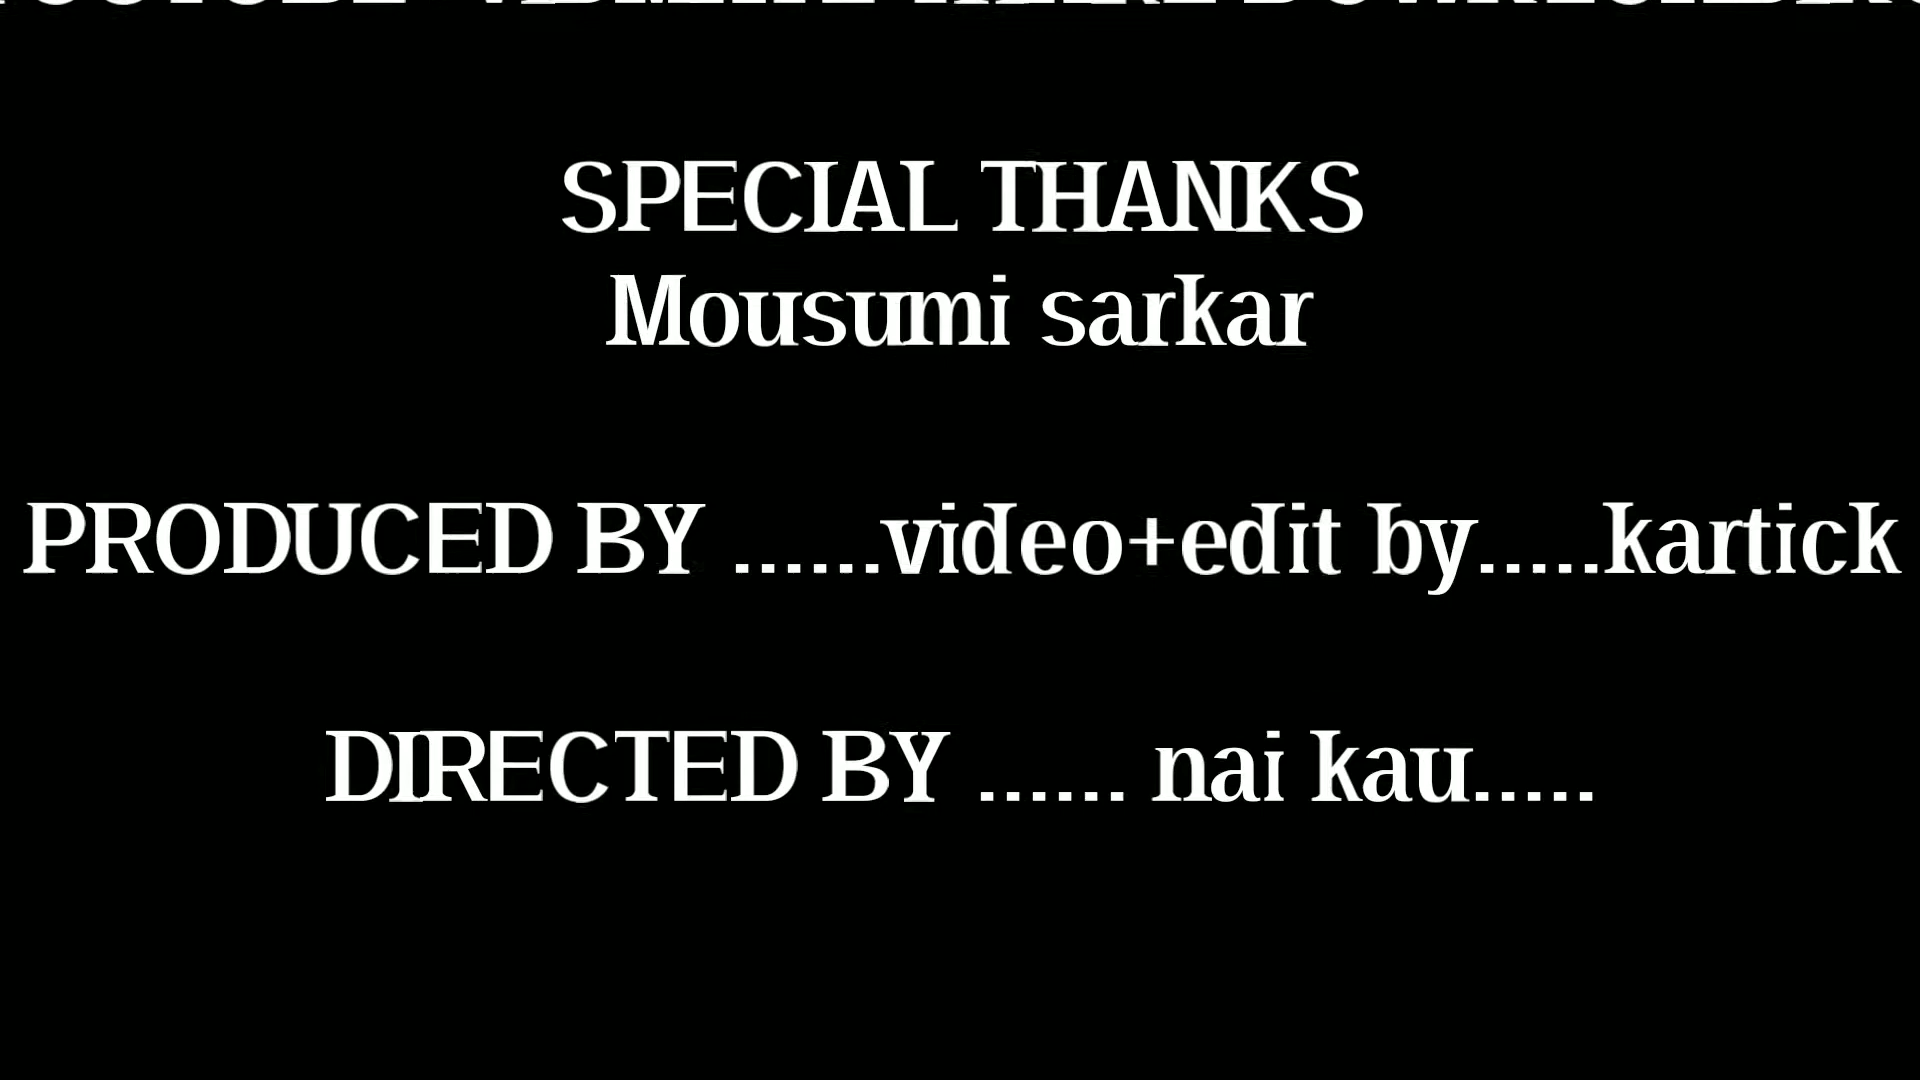 SPECIAL THANKS
Mousumi sarkar
PRODUCED BY ......video+edit by.....kartick
DIRECTED BY ...... nai kau.....